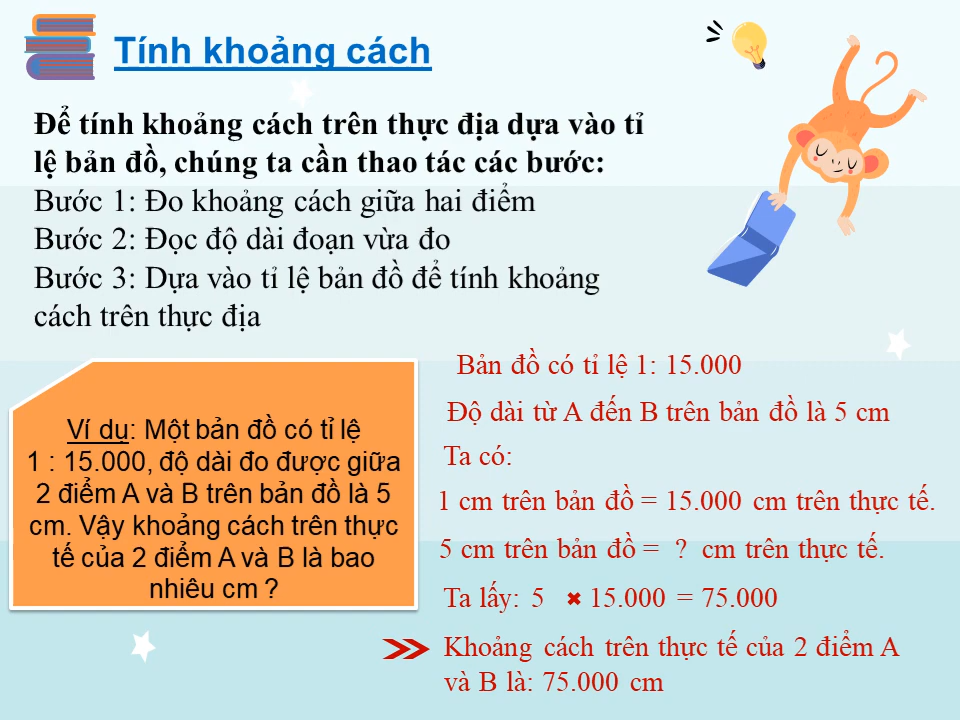 Tính khoảng cách
Để tính khoảng cách trên thực địa dựa vào tỉ
lệ bản đồ, chúng ta cần thao tác các bước:
Bước 1: Đo khoảng cách giữa hai điểm
Bước 2: Đọc độ dài đoạn vừa đo
Bước 3: Dựa vào tỉ lệ bản đồ để tính khoảng
cách trên thực địa
Ví dụ: Một bản đồ có tỉ lệ
1 : 15.000, độ dài đo được giữa
2 điểm A và B trên bản đồ là 5
cm. Vậy khoảng cách trên thực
tế của 2 điểm A và B là bao
nhiêu cm ?
Bản đồ có tỉ lệ 1: 15.000
Độ dài từ A đến B trên bản đồ là 5 cm
Ta có:
1 cm trên bản đồ = 15.000 cm trên thực tế.
5 cm trên bản đồ = ? cm trên thực tế.
Ta lấy: 5 ✖ 15.000 = 75.000
Khoảng cách trên thực tế của 2 điểm A
và B là: 75.000 cm